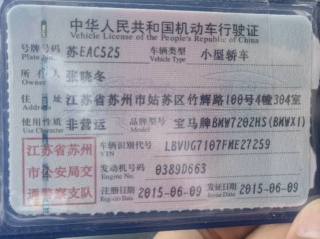 中华人民共和国机动车行驶证
Vehicle License of the People's Republic of China
号牌号码 苏EAC525 车辆类型 小型轿车
Plate No. Vehicle Type
所有人 张晓冬
Owner
住址 江苏省苏州市姑苏区竹辉路100号4幢304室
Address
使用性质 非营运 品牌型号 宝马牌BMW7202HS(BMWX1)
Use Character Model
江苏省苏州市公安局交通警察支队
车辆识别代号 LBVUG7107FME27259
VIN
发动机号码 0389D663
Engine No.
注册日期 2015-06-09 发证日期 2015-06-09
Register Date Issue Date